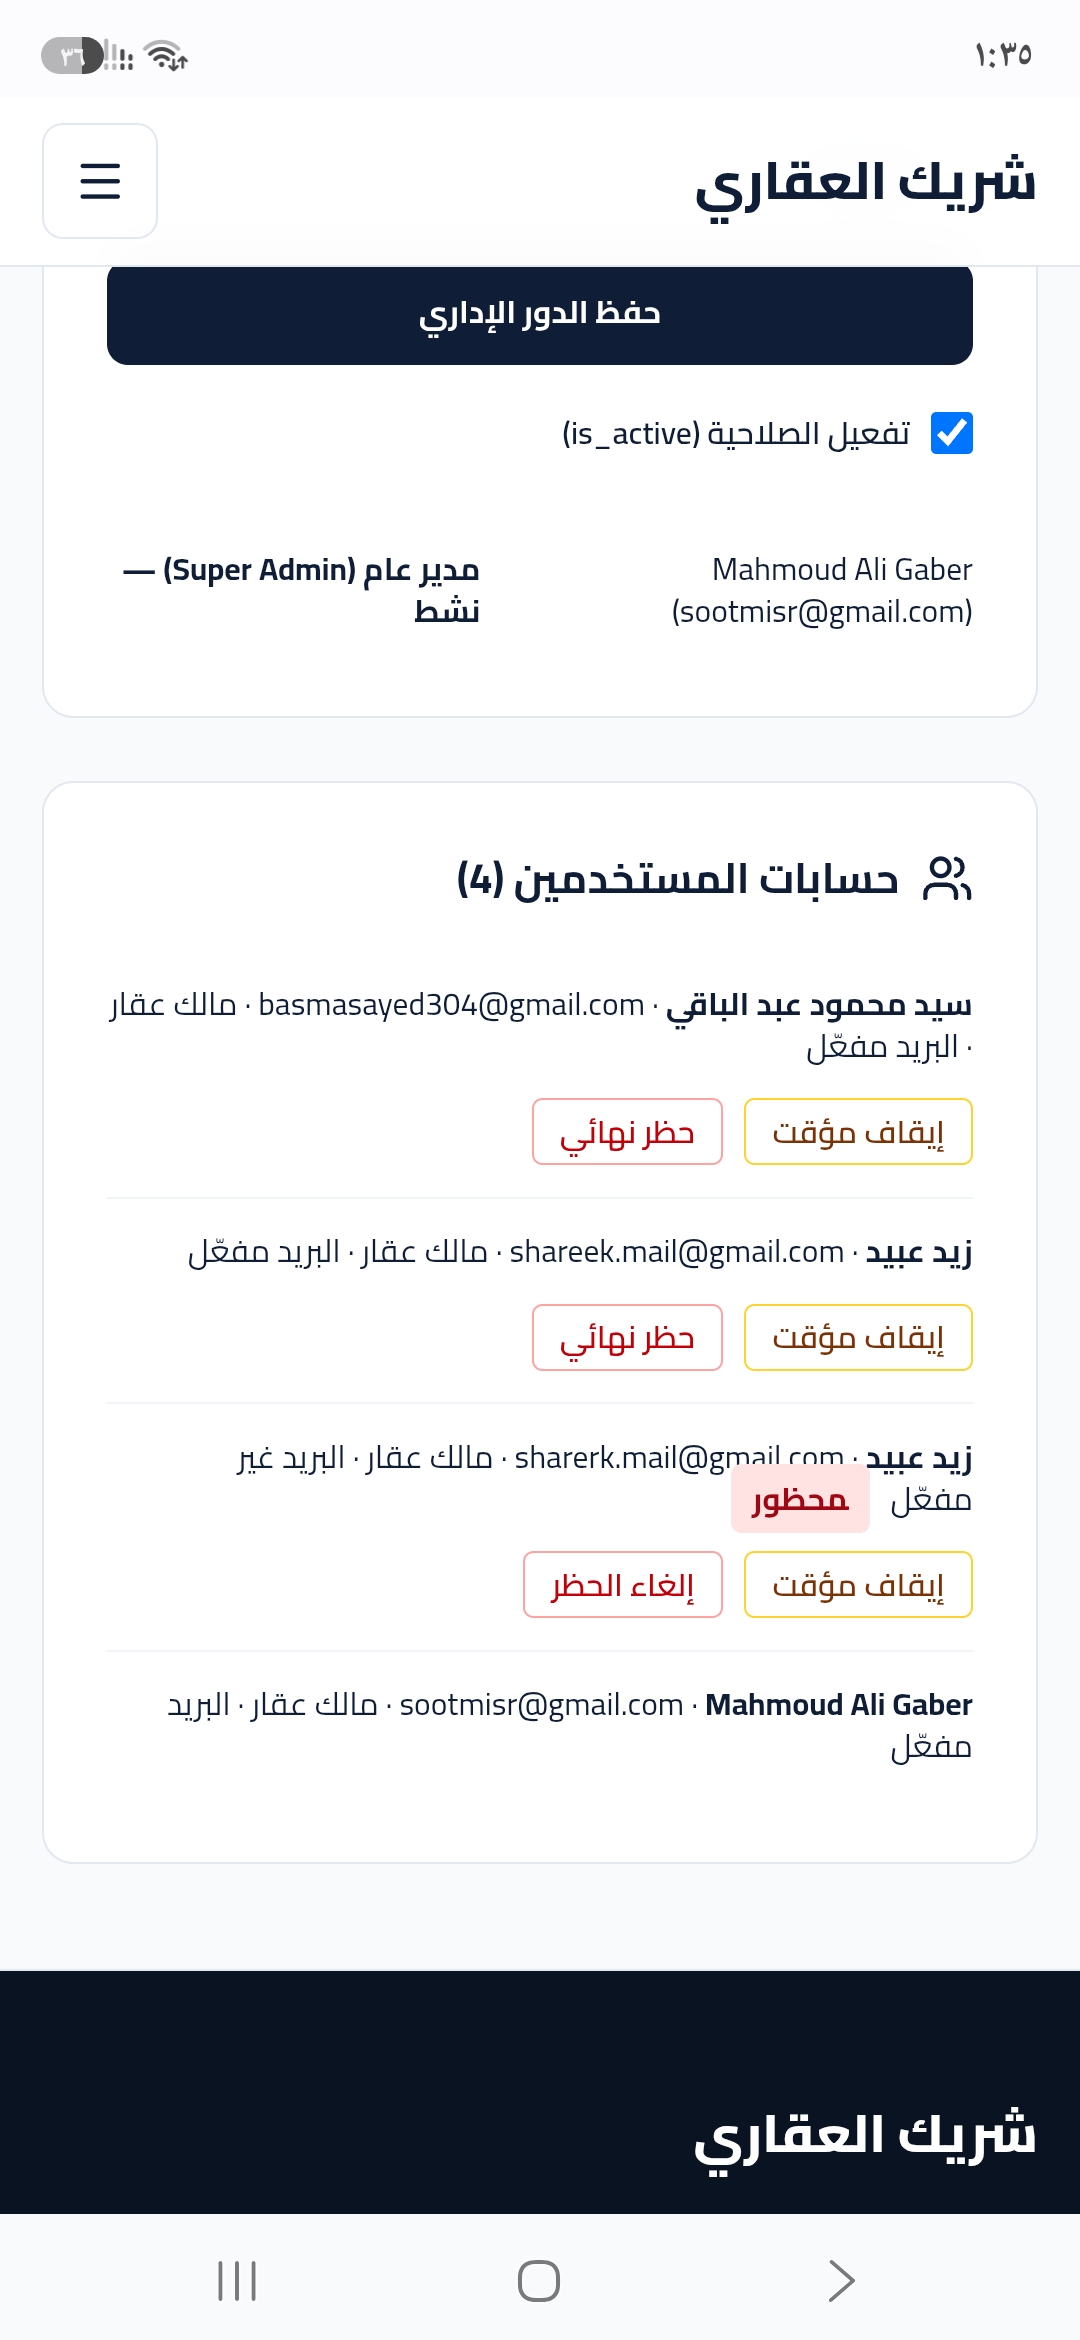 ١:٣٥
٣٦
شريك العقاري
حفظ الدور الإداري
تفعيل الصلاحية (is_active)
Mahmoud Ali Gaber
(sootmisr@gmail.com)
مدير عام (Super Admin) —
نشط
حسابات المستخدمين (4)
سيد محمود عبد الباقي · basmasayed304@gmail.com · مالك عقار
· البريد مفعّل
إيقاف مؤقت
حظر نهائي
زيد عبيد · shareek.mail@gmail.com · مالك عقار · البريد مفعّل
إيقاف مؤقت
حظر نهائي
زيد عبيد · sharerk.mail@gmail.com · مالك عقار · البريد غير
مفعّل محظور
إيقاف مؤقت
إلغاء الحظر
Mahmoud Ali Gaber · sootmisr@gmail.com · مالك عقار · البريد
مفعّل
شريك العقاري